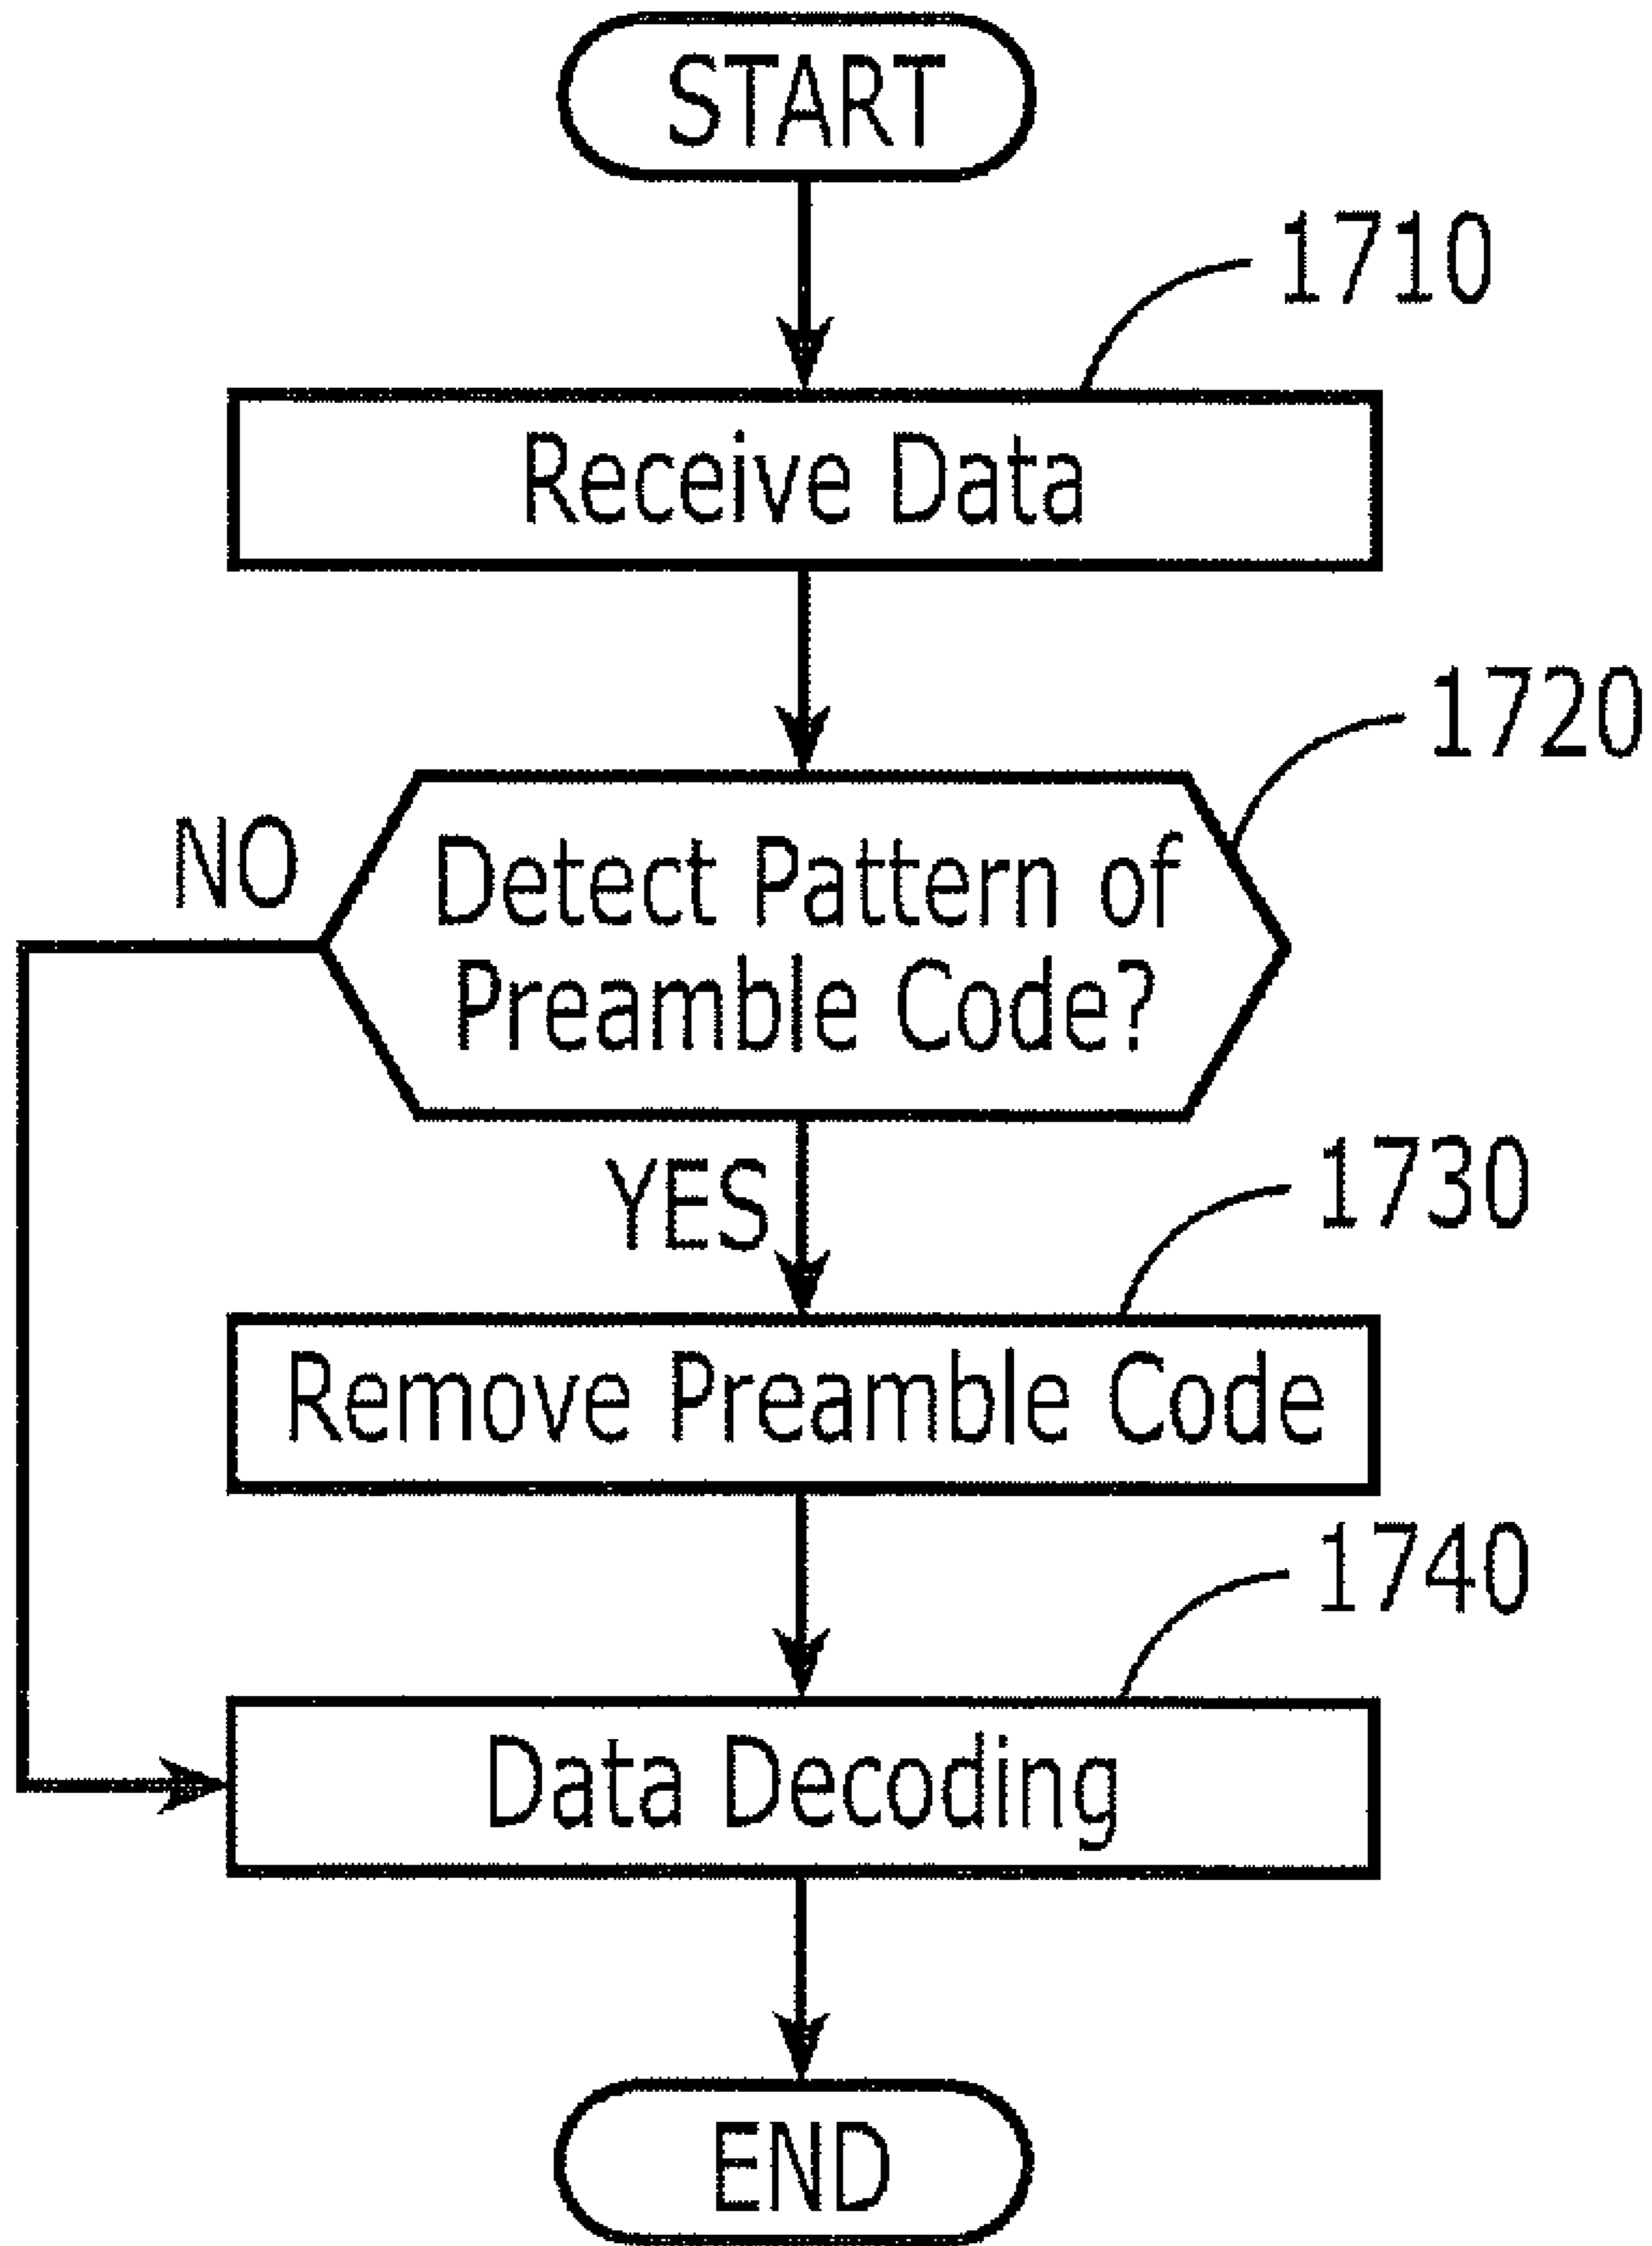 START
1710
Receive Data
1720
NO
Detect Pattern of
Preamble Code?
YES
1730
Remove Preamble Code
1740
Data Decoding
END